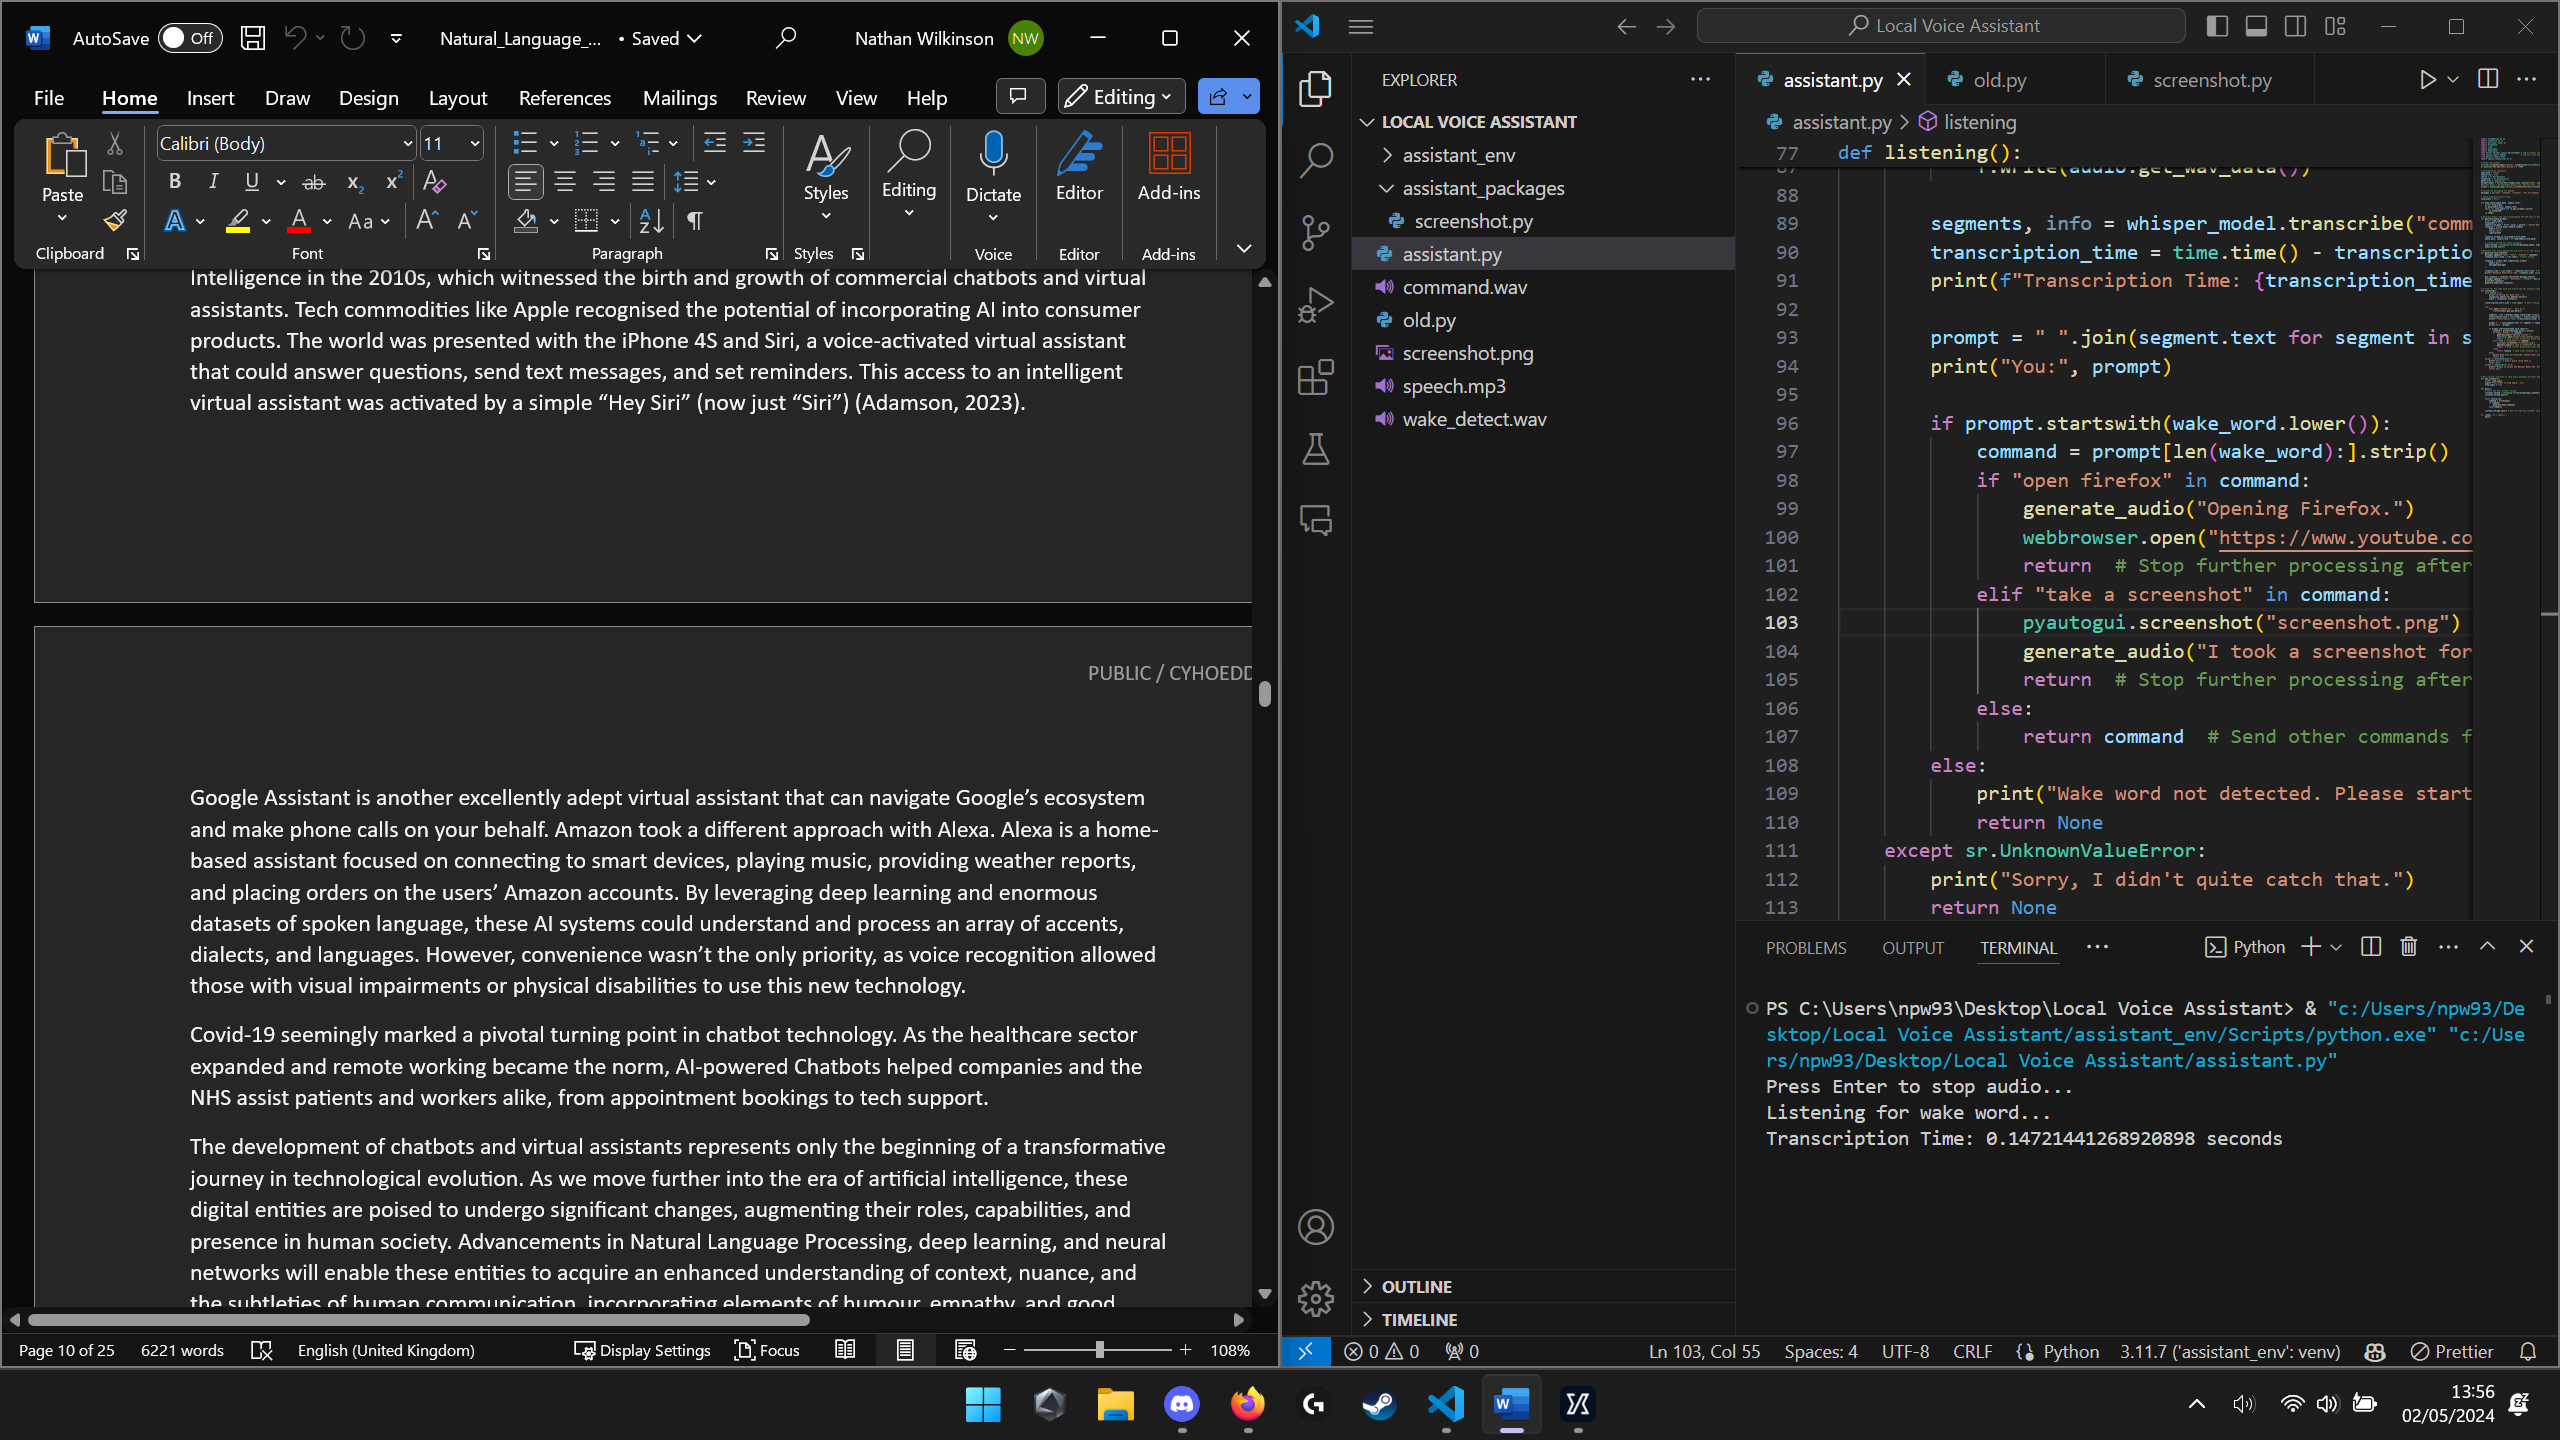 AutoSave Off Natural_Language_... • Saved Nathan Wilkinson NW
File Home Insert Draw Design Layout References Mailings Review View Help Editing
Calibri (Body) 11
Paste Styles Editing Dictate Editor Add-ins
Clipboard Font Paragraph Styles Voice Editor Add-ins
Intelligence in the 2010s, which witnessed the birth and growth of commercial chatbots and virtual
assistants. Tech commodities like Apple recognised the potential of incorporating AI into consumer
products. The world was presented with the iPhone 4S and Siri, a voice-activated virtual assistant
that could answer questions, send text messages, and set reminders. This access to an intelligent
virtual assistant was activated by a simple “Hey Siri” (now just “Siri”) (Adamson, 2023).
PUBLIC / CYHOEDD
Google Assistant is another excellently adept virtual assistant that can navigate Google’s ecosystem
and make phone calls on your behalf. Amazon took a different approach with Alexa. Alexa is a home-
based assistant focused on connecting to smart devices, playing music, providing weather reports,
and placing orders on the users’ Amazon accounts. By leveraging deep learning and enormous
datasets of spoken language, these AI systems could understand and process an array of accents,
dialects, and languages. However, convenience wasn’t the only priority, as voice recognition allowed
those with visual impairments or physical disabilities to use this new technology.
Covid-19 seemingly marked a pivotal turning point in chatbot technology. As the healthcare sector
expanded and remote working became the norm, AI-powered Chatbots helped companies and the
NHS assist patients and workers alike, from appointment bookings to tech support.
The development of chatbots and virtual assistants represents only the beginning of a transformative
journey in technological evolution. As we move further into the era of artificial intelligence, these
digital entities are poised to undergo significant changes, augmenting their roles, capabilities, and
presence in human society. Advancements in Natural Language Processing, deep learning, and neural
networks will enable these entities to acquire an enhanced understanding of context, nuance, and
the subtleties of human communication, incorporating elements of humour, empathy, and good
Page 10 of 25 6221 words English (United Kingdom) Display Settings Focus 108%
Local Voice Assistant
EXPLORER
LOCAL VOICE ASSISTANT
assistant_env
assistant_packages
screenshot.py
assistant.py
command.wav
old.py
screenshot.png
speech.mp3
wake_detect.wav
OUTLINE
TIMELINE
assistant.py old.py screenshot.py
assistant.py > listening
77 def listening():
87 f.write(audio.get_wav_data())
88
89 segments, info = whisper_model.transcribe("comm
90 transcription_time = time.time() - transcriptio
91 print(f"Transcription Time: {transcription_time
92
93 prompt = " ".join(segment.text for segment in s
94 print("You:", prompt)
95
96 if prompt.startswith(wake_word.lower()):
97 command = prompt[len(wake_word):].strip()
98 if "open firefox" in command:
99 generate_audio("Opening Firefox.")
100 webbrowser.open("https://www.youtube.co
101 return # Stop further processing after
102 elif "take a screenshot" in command:
103 pyautogui.screenshot("screenshot.png")
104 generate_audio("I took a screenshot for
105 return # Stop further processing after
106 else:
107 return command # Send other commands f
108 else:
109 print("Wake word not detected. Please start
110 return None
111 except sr.UnknownValueError:
112 print("Sorry, I didn't quite catch that.")
113 return None
PROBLEMS OUTPUT TERMINAL Python
PS C:\Users\npw93\Desktop\Local Voice Assistant> & "c:/Users/npw93/De
sktop/Local Voice Assistant/assistant_env/Scripts/python.exe" "c:/Use
rs/npw93/Desktop/Local Voice Assistant/assistant.py"
Press Enter to stop audio...
Listening for wake word...
Transcription Time: 0.14721441268920898 seconds
0 0 0 Ln 103, Col 55 Spaces: 4 UTF-8 CRLF Python 3.11.7 ('assistant_env': venv) Prettier
13:56
02/05/2024